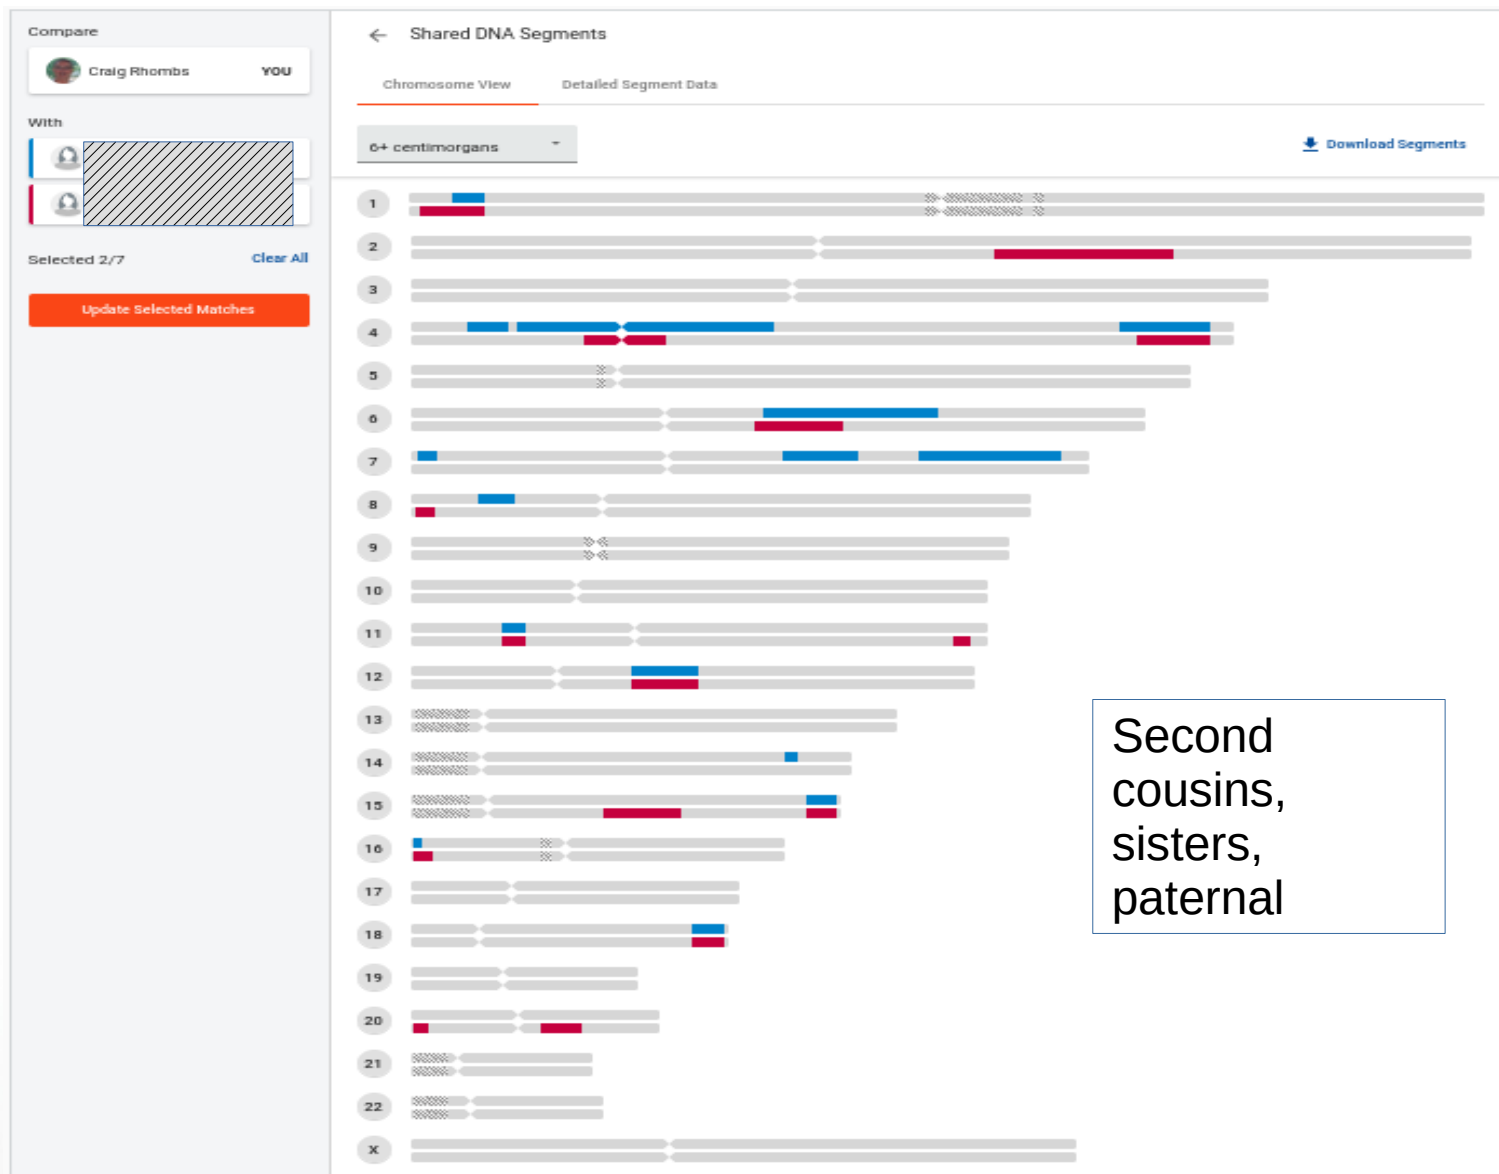 Compare
Craig Rhombs YOU
With
Selected 2/7 Clear All
Update Selected Matches
Shared DNA Segments
Chromosome View Detailed Segment Data
6+ centimorgans
Download Segments
1
2
3
4
5
6
7
8
9
10
11
12
13
14
15
16
17
18
19
20
21
22
X
Second
cousins,
sisters,
paternal